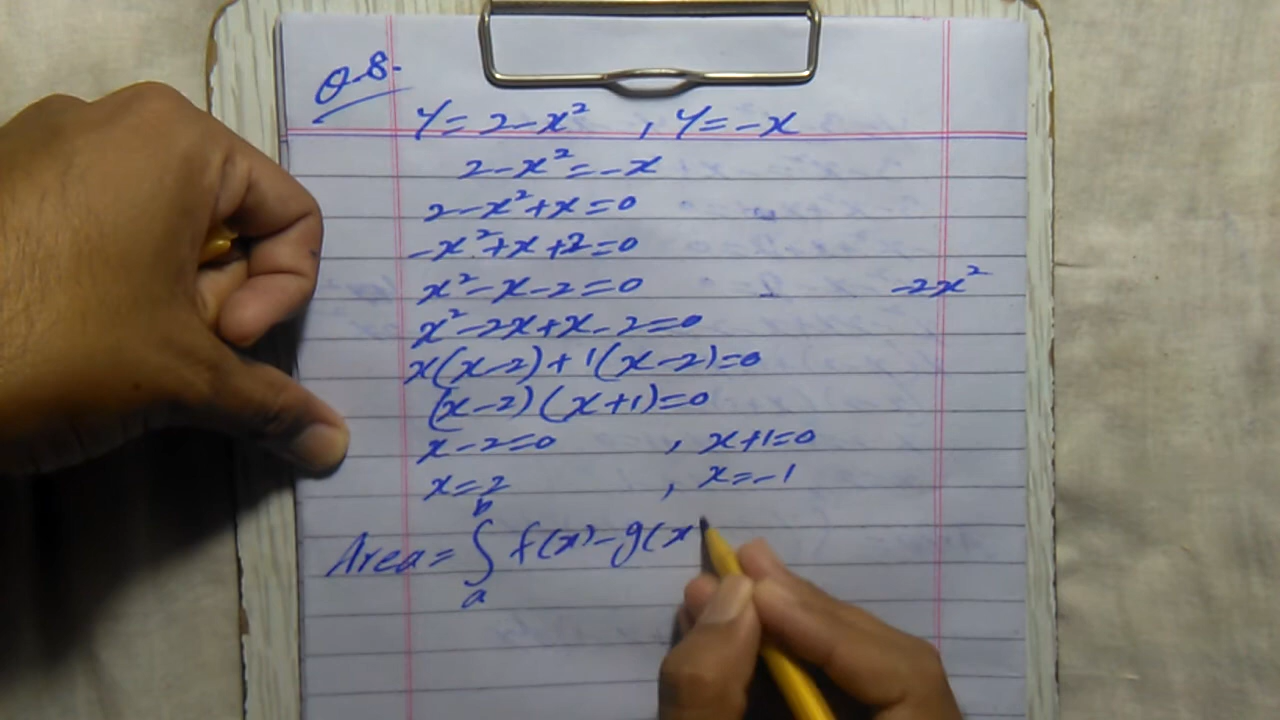 Q-8.
Y = 2-x² , Y = -x
2-x² = -x
2-x²+x=0
-x²+x+2=0
x²-x-2=0
-2x²
x²-2x+x-2=0
x(x-2)+1(x-2)=0
(x-2)(x+1)=0
x-2=0 , x+1=0
x=2 , x=-1
Area = ∫ₐᵇ f(x)-g(x